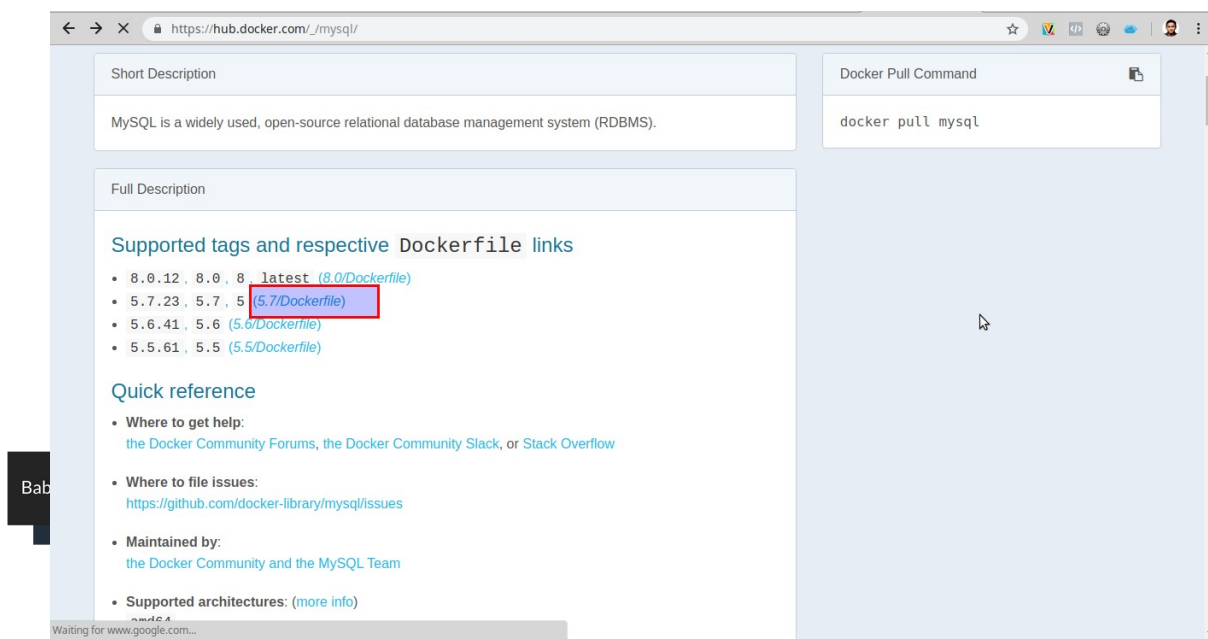 https://hub.docker.com/_/mysql/
Short Description
MySQL is a widely used, open-source relational database management system (RDBMS).
Docker Pull Command
docker pull mysql
Full Description
Supported tags and respective Dockerfile links
• 8.0.12, 8.0, 8, latest (8.0/Dockerfile)
• 5.7.23, 5.7, 5 (5.7/Dockerfile)
• 5.6.41, 5.6 (5.6/Dockerfile)
• 5.5.61, 5.5 (5.5/Dockerfile)
Quick reference
• Where to get help:
the Docker Community Forums, the Docker Community Slack, or Stack Overflow
• Where to file issues:
https://github.com/docker-library/mysql/issues
• Maintained by:
the Docker Community and the MySQL Team
• Supported architectures: (more info)
amd64
Bab
Waiting for www.google.com...